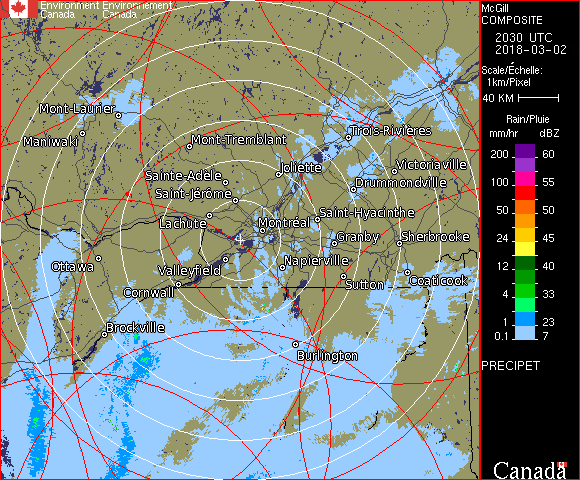 Environment Environnement
Canada Canada
McGill
COMPOSITE
2030 UTC
2018-03-02
Scale/Échelle:
1km/Pixel
40 KM
Rain/Pluie
mm/hr dBZ
200 60
100 55
50 50
24 45
12 40
4 33
1 23
0.1 7
PRECIPET
Canada
Mont-Laurier
Maniwaki
Mont-Tremblant
Trois-Rivières
Joliette
Victoriaville
Sainte-Adèle
Drummondville
Saint-Jérôme
Lachute
Montréal
Saint-Hyacinthe
Granby
Sherbrooke
Ottawa
Valleyfield
Napierville
Cornwall
Sutton
Coaticook
Brockville
Burlington